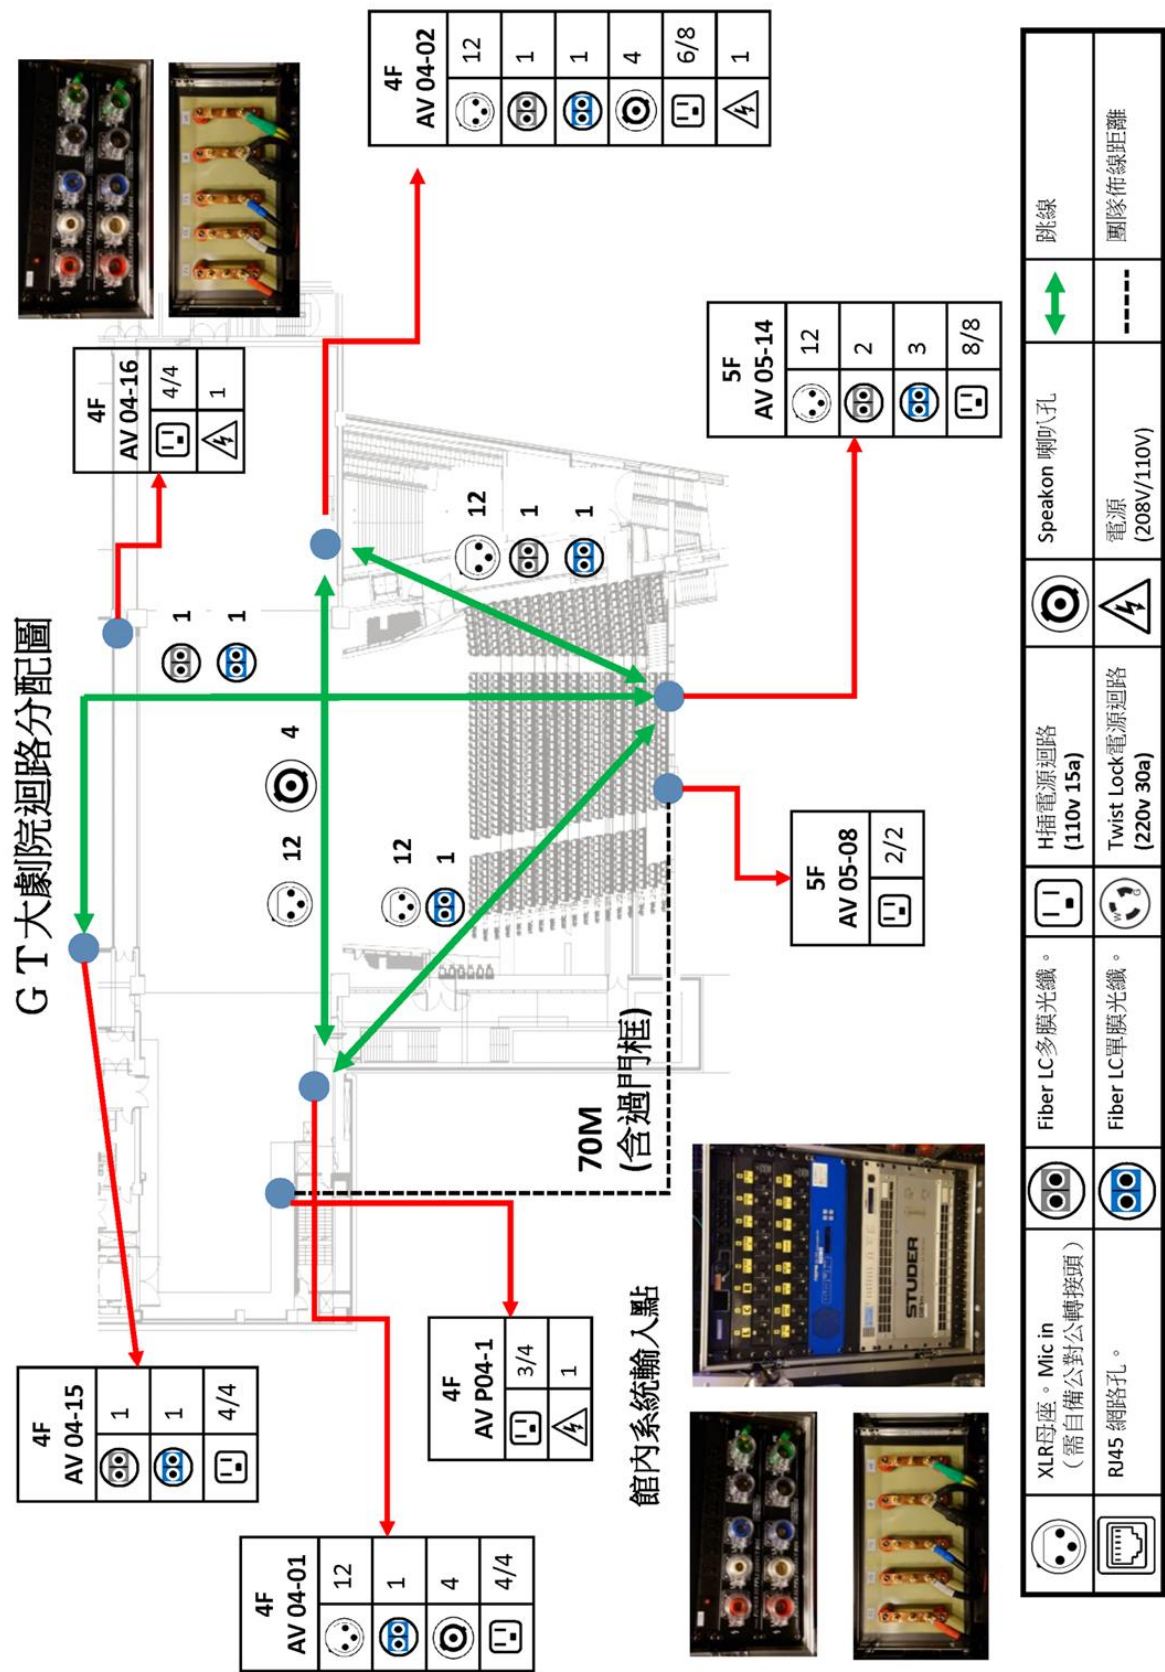 GT大劇院迴路分配圖
4F
AV 04-15
1
1
4/4
4F
AV 04-16
4/4
1
4F
AV 04-02
12
1
1
4
6/8
1
4F
AV 04-01
12
1
4
4/4
4F
AV P04-1
3/4
1
5F
AV 05-08
2/2
5F
AV 05-14
12
2
3
8/8
1
1
12
4
12
1
12
1
1
70M
(含過門框)
館內系統輸入點
STUDER
XLR母座。Mic in
(需自備公對公轉接頭)
Fiber LC多膜光纖。
H插電源迴路
(110v 15a)
Speakon 喇叭孔
跳線
RJ45 網路孔。
Fiber LC單膜光纖。
W
G
Twist Lock電源迴路
(220v 30a)
電源
(208V/110V)
團隊佈線距離